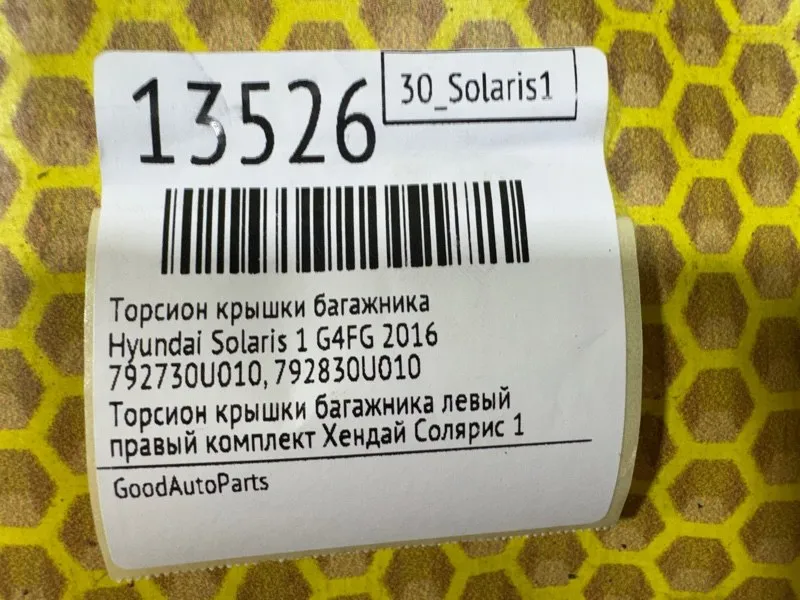 13526
30_Solaris1
Торсион крышки багажника
Hyundai Solaris 1 G4FG 2016
792730U010, 792830U010
Торсион крышки багажника левый
правый комплект Хендай Солярис 1
GoodAutoParts